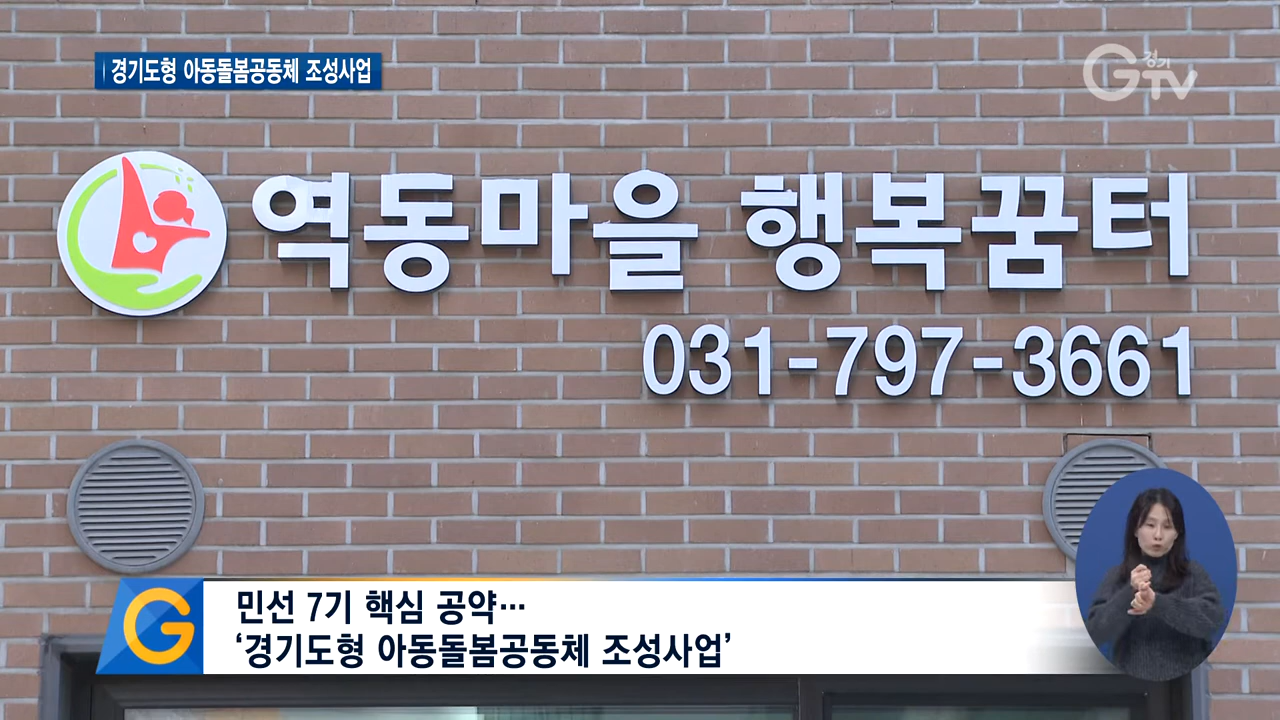 경기도형 아동돌봄공동체 조성사업
경기
GTV
역동마을 행복꿈터
031-797-3661
G
민선 7기 핵심 공약…
‘경기도형 아동돌봄공동체 조성사업’